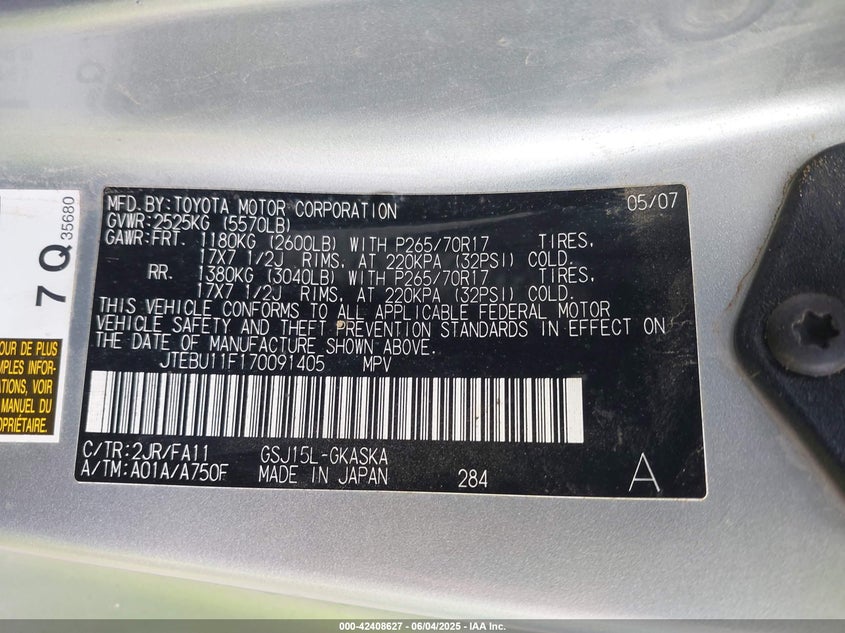 MFD.BY:TOYOTA MOTOR CORPORATION 05/07
GVWR:2525KG (5570LB)
GAWR:FRT. 1180KG (2600LB) WITH P265/70R17 TIRES,
17X7 1/2J RIMS, AT 220KPA (32PSI) COLD.
RR. 1380KG (3040LB) WITH P265/70R17 TIRES,
17X7 1/2J RIMS, AT 220KPA (32PSI) COLD.
THIS VEHICLE CONFORMS TO ALL APPLICABLE FEDERAL MOTOR
VEHICLE SAFETY AND THEFT PREVENTION STANDARDS IN EFFECT ON
THE DATE OF MANUFACTURE SHOWN ABOVE.
JTEBU11F170091405 MPV
C/TR:2JR/FA11 GSJ15L-GKASKA
A/TM:A01A/A750F MADE IN JAPAN 284 A
7 Q 35680
OUR DE PLUS
MPLES INFOR-
ATIONS, VOIR
MANUEL DU
OPRIÉTAIRE.
000-42408627 - 06/04/2025 - IAA Inc.